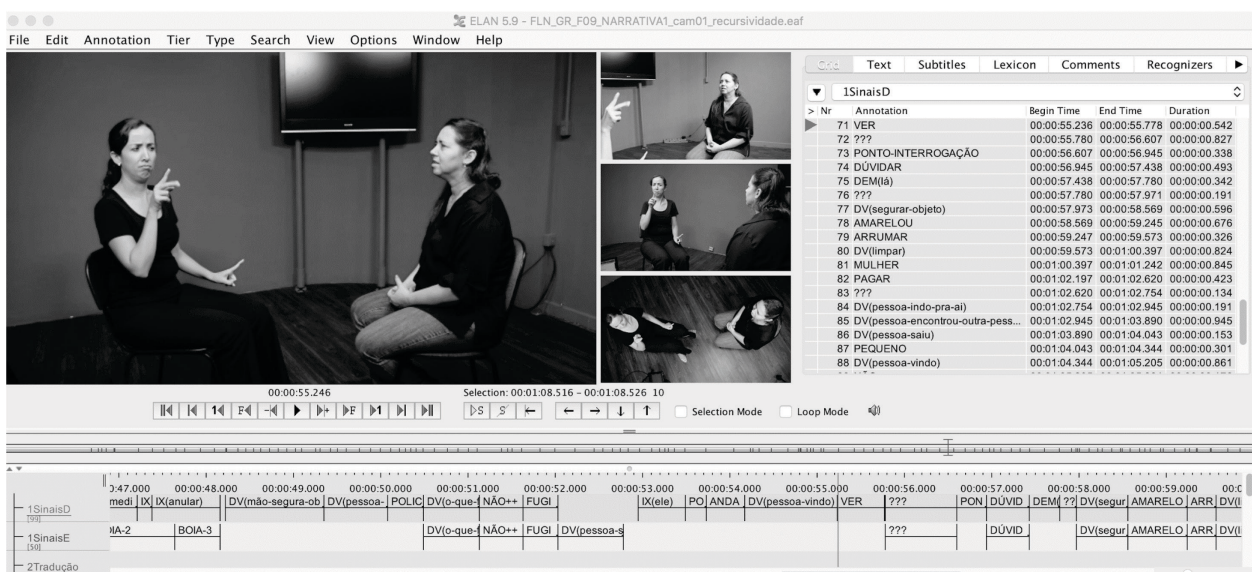 ELAN 5.9 - FLN_GR_F09_NARRATIVA1_cam01_recursividade.eaf
File Edit Annotation Tier Type Search View Options Window Help
Grid Text Subtitles Lexicon Comments Recognizers
1SinaisD
> Nr Annotation Begin Time End Time Duration
71 VER 00:00:55.236 00:00:55.778 00:00:00.542
72 ??? 00:00:55.780 00:00:56.607 00:00:00.827
73 PONTO-INTERROGAÇÃO 00:00:56.607 00:00:56.945 00:00:00.338
74 DÚVIDAR 00:00:56.945 00:00:57.438 00:00:00.493
75 DEM(lá) 00:00:57.438 00:00:57.780 00:00:00.342
76 ??? 00:00:57.780 00:00:57.971 00:00:00.191
77 DV(segurar-objeto) 00:00:57.973 00:00:58.569 00:00:00.596
78 AMARELOU 00:00:58.569 00:00:59.245 00:00:00.676
79 ARRUMAR 00:00:59.247 00:00:59.573 00:00:00.326
80 DV(limpar) 00:00:59.573 00:01:00.397 00:00:00.824
81 MULHER 00:01:00.397 00:01:01.242 00:00:00.845
82 PAGAR 00:01:02.197 00:01:02.620 00:00:00.423
83 ??? 00:01:02.620 00:01:02.754 00:00:00.134
84 DV(pessoa-indo-pra-ai) 00:01:02.754 00:01:02.945 00:00:00.191
85 DV(pessoa-encontrou-outra-pess... 00:01:02.945 00:01:03.890 00:00:00.945
86 DV(pessoa-saiu) 00:01:03.890 00:01:04.043 00:00:00.153
87 PEQUENO 00:01:04.043 00:01:04.344 00:00:00.301
88 DV(pessoa-vindo) 00:01:04.344 00:01:05.205 00:00:00.861
00:00:55.246 Selection: 00:01:08.516 - 00:01:08.526 10
1 F F 1 S S Selection Mode Loop Mode
0:47.000 00:00:48.000 00:00:49.000 00:00:50.000 00:00:51.000 00:00:52.000 00:00:53.000 00:00:54.000 00:00:55.000 00:00:56.000 00:00:57.000 00:00:58.000 00:00:59.000 00:0
1SinaisD medi IX IX(anular) DV(mão-segura-ob DV(pessoa- POLIC DV(o-que-f NÃO++ FUGI IX(ele) PO ANDA DV(pessoa-vindo) VER ??? PON DÚVID DEM( ?? DV(segur AMARELO ARR DV(l
[99]
1SinaisE OIA-2 BOIA-3 DV(o-que-f NÃO++ FUGI DV(pessoa-s ??? DÚVID DV(segur AMARELO ARR DV(l
[50]
2Tradução